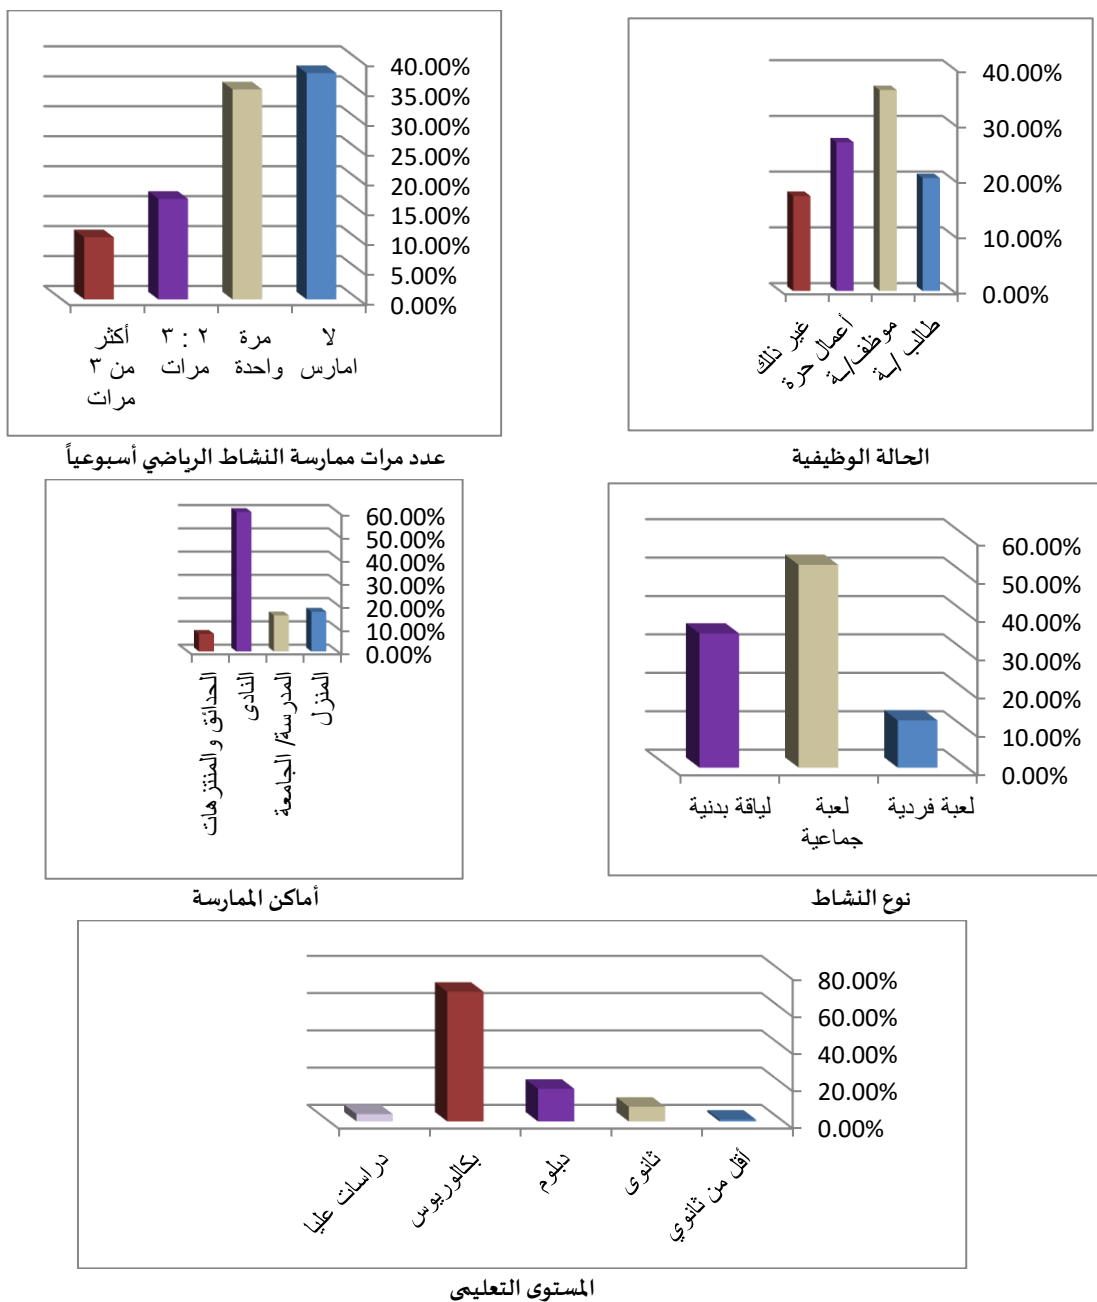 40.00%
30.00%
20.00%
10.00%
0.00%
طالب /ـة
موظف/ـة
أعمال حرة
غير ذلك
الحالة الوظيفية
40.00%
35.00%
30.00%
25.00%
20.00%
15.00%
10.00%
5.00%
0.00%
لا
امارس
مرة
واحدة
٢ : ٣
مرات
أكثر
من ٣
مرات
عدد مرات ممارسة النشاط الرياضي أسبوعياً
60.00%
50.00%
40.00%
30.00%
20.00%
10.00%
0.00%
لعبة فردية
لعبة
جماعية
لياقة بدنية
نوع النشاط
60.00%
50.00%
40.00%
30.00%
20.00%
10.00%
0.00%
المنزل
المدرسة/ الجامعة
النادى
الحدائق والمنتزهات
أماكن الممارسة
80.00%
60.00%
40.00%
20.00%
0.00%
أقل من ثانوي
ثانوى
دبلوم
بكالوريوس
دراسات عليا
المستوى التعليمى